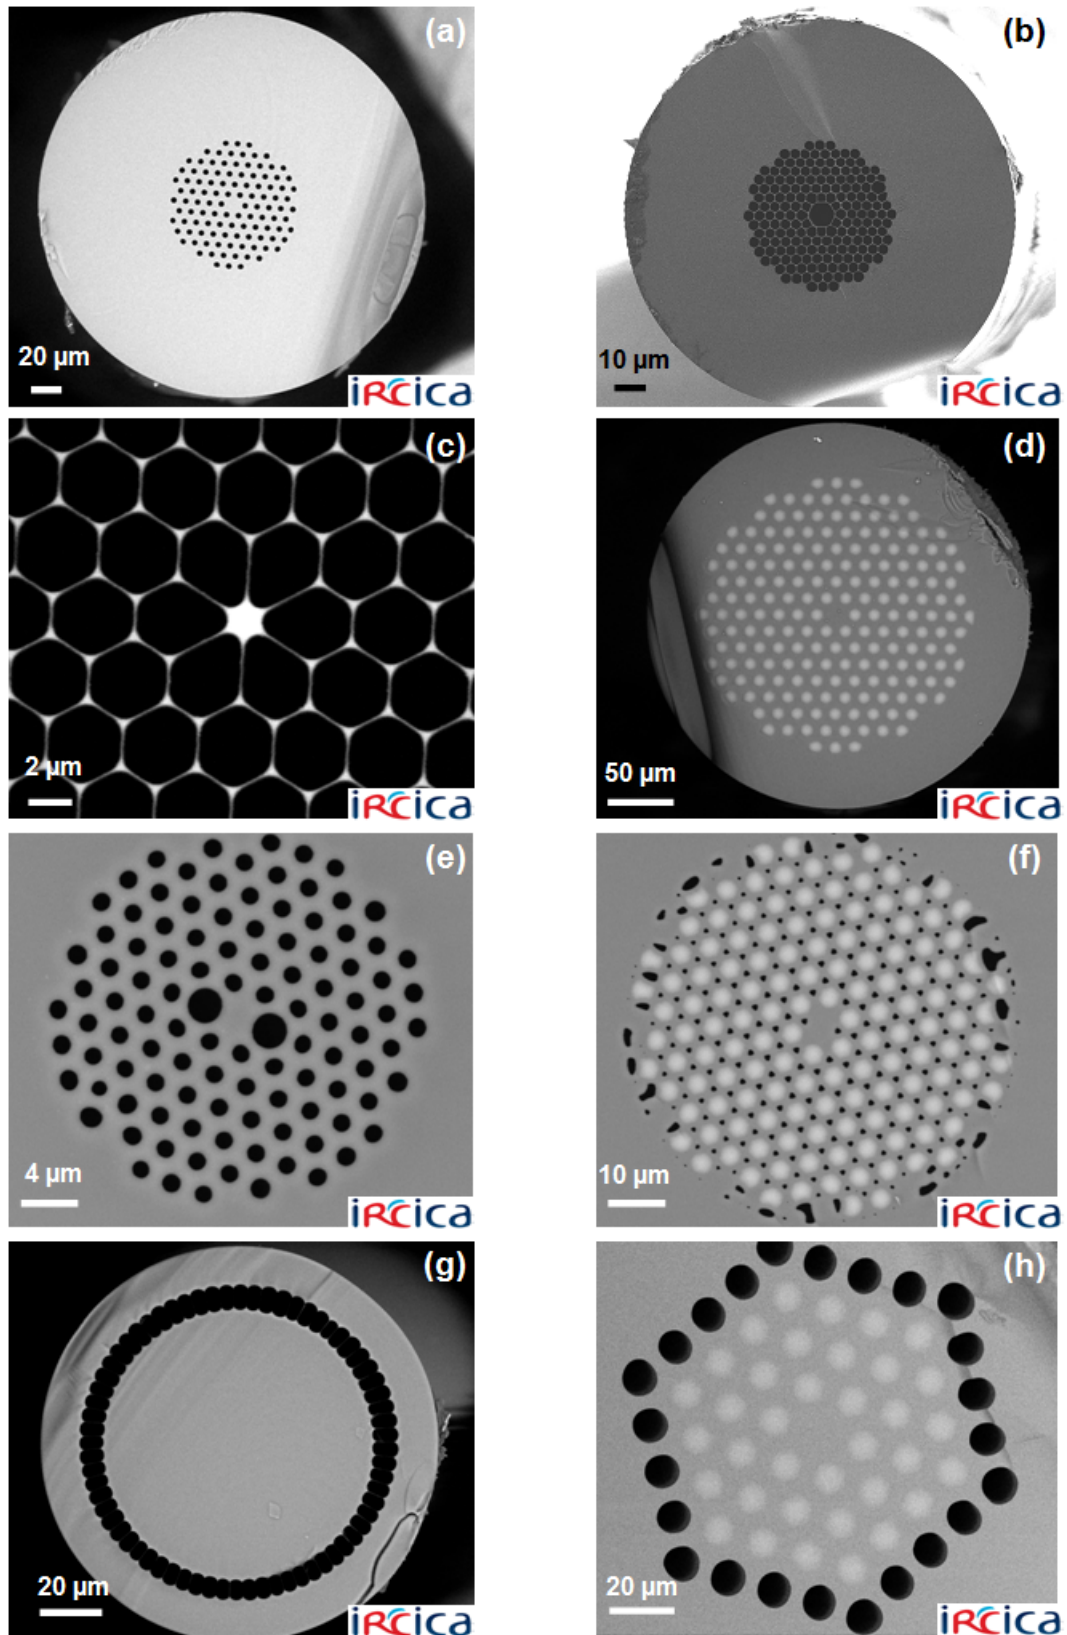 (a)
20 µm
iRCica
(b)
10 µm
iRCica
(c)
2 µm
iRCica
(d)
50 µm
iRCica
(e)
4 µm
iRCica
(f)
10 µm
iRCica
(g)
20 µm
iRCica
(h)
20 µm
iRCica